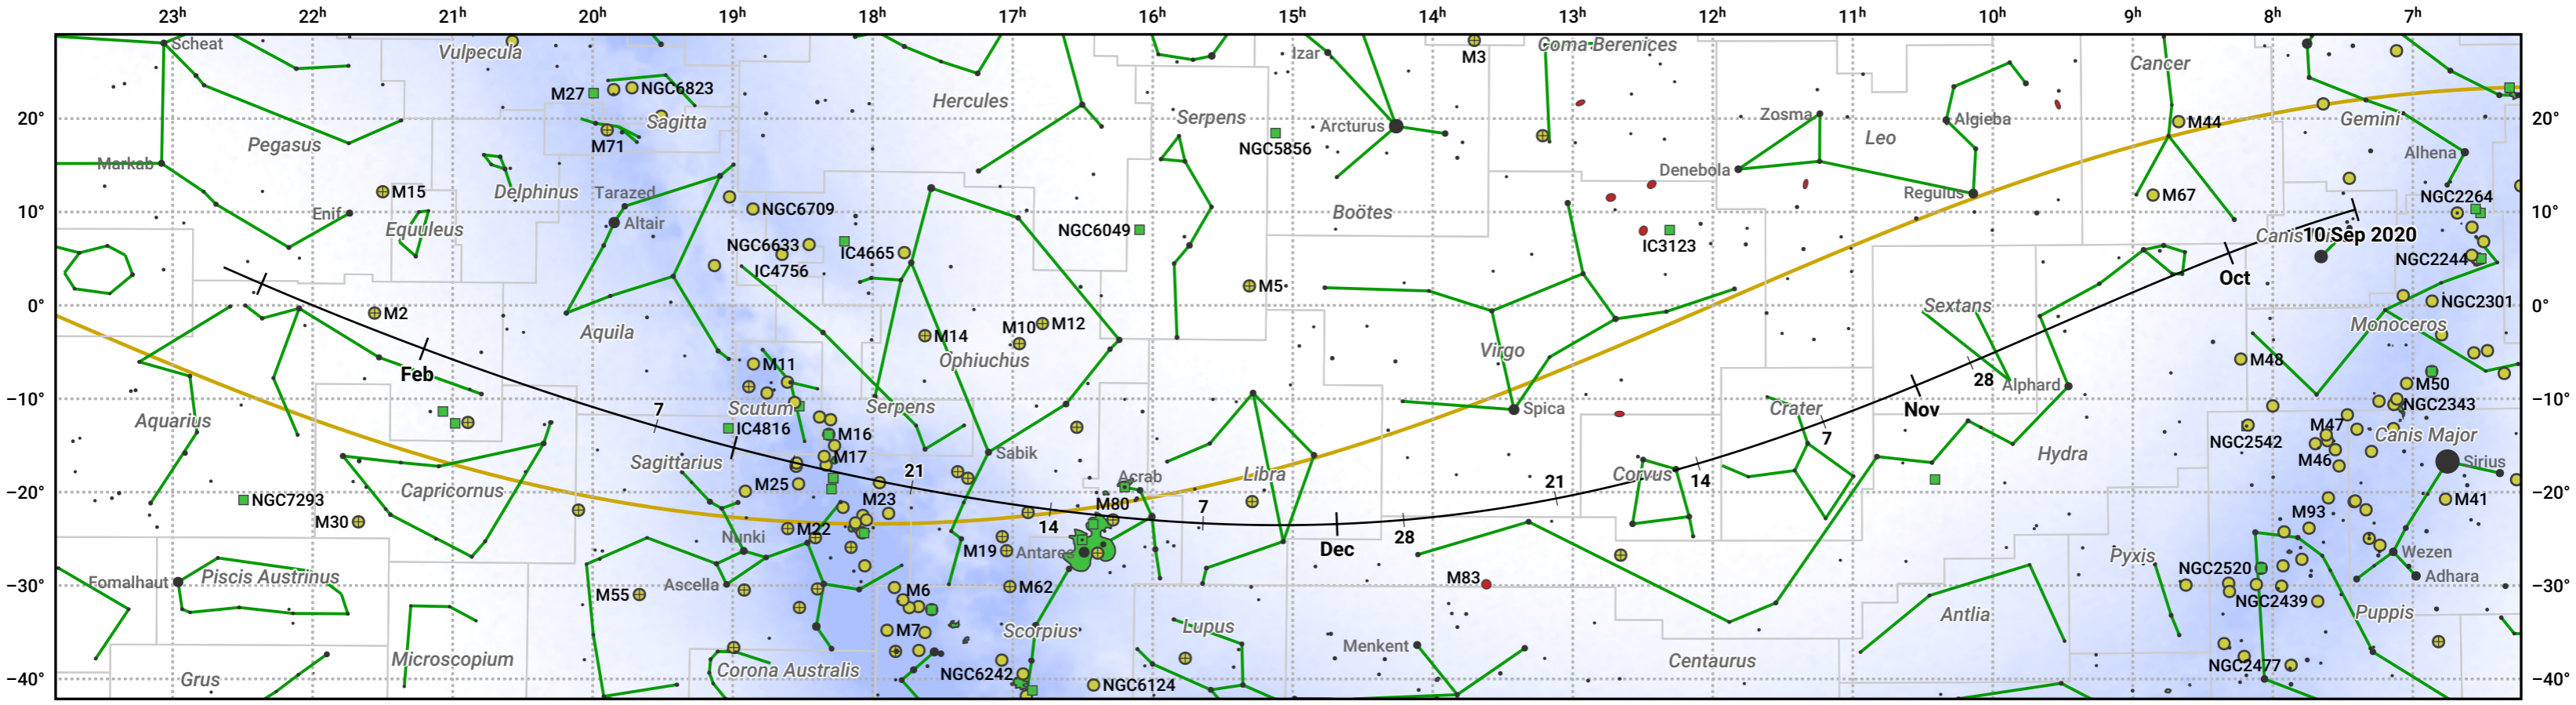 23h 22h 21h 20h 19h 18h 17h 16h 15h 14h 13h 12h 11h 10h 9h 8h 7h
Scheat
Vulpecula
Izar
M3
Coma Berenices
Cancer
M27
NGC6823
Hercules
20°
Pegasus
Sagitta
M71
Serpens
NGC5856
Arcturus
Zosma
Leo
Algieba
M44
Gemini
20°
Markab
M15
Delphinus
Tarazed
Denebola
Regulus
M67
Alhena
NGC2264
10°
Enif
Equuleus
Altair
NGC6709
NGC6633
IC4756
IC4665
NGC6049
Boötes
IC3123
Canis Minor
10 Sep 2020
10°
NGC2244
Oct
0°
M2
M5
Sextans
NGC2301
0°
Aquila
M14
M10
M12
Ophiuchus
Virgo
Monoceros
Feb
M11
M48
28
Alphard
M50
−10°
Aquarius
7
Scutum
Serpens
Spica
Crater
Nov
NGC2343
−10°
IC4816
M16
M17
7
M47
NGC2542
Canis Major
Sagittarius
Sabik
Hydra
M46
Sirius
−20°
NGC7293
Capricornus
M25
M23
21
Acrab
Libra
21
Corvus
14
M41
−20°
M30
M22
14
M80
7
Dec
28
M93
Nunki
M19
Antares
Pyxis
Wezen
−30°
Fomalhaut
Piscis Austrinus
M55
Ascella
M6
M62
M83
NGC2520
Adhara
−30°
NGC2439
M7
Scorpius
Lupus
Antlia
Puppis
Microscopium
Corona Australis
Menkent
Centaurus
−40°
Grus
NGC6242
NGC6124
NGC2477
−40°